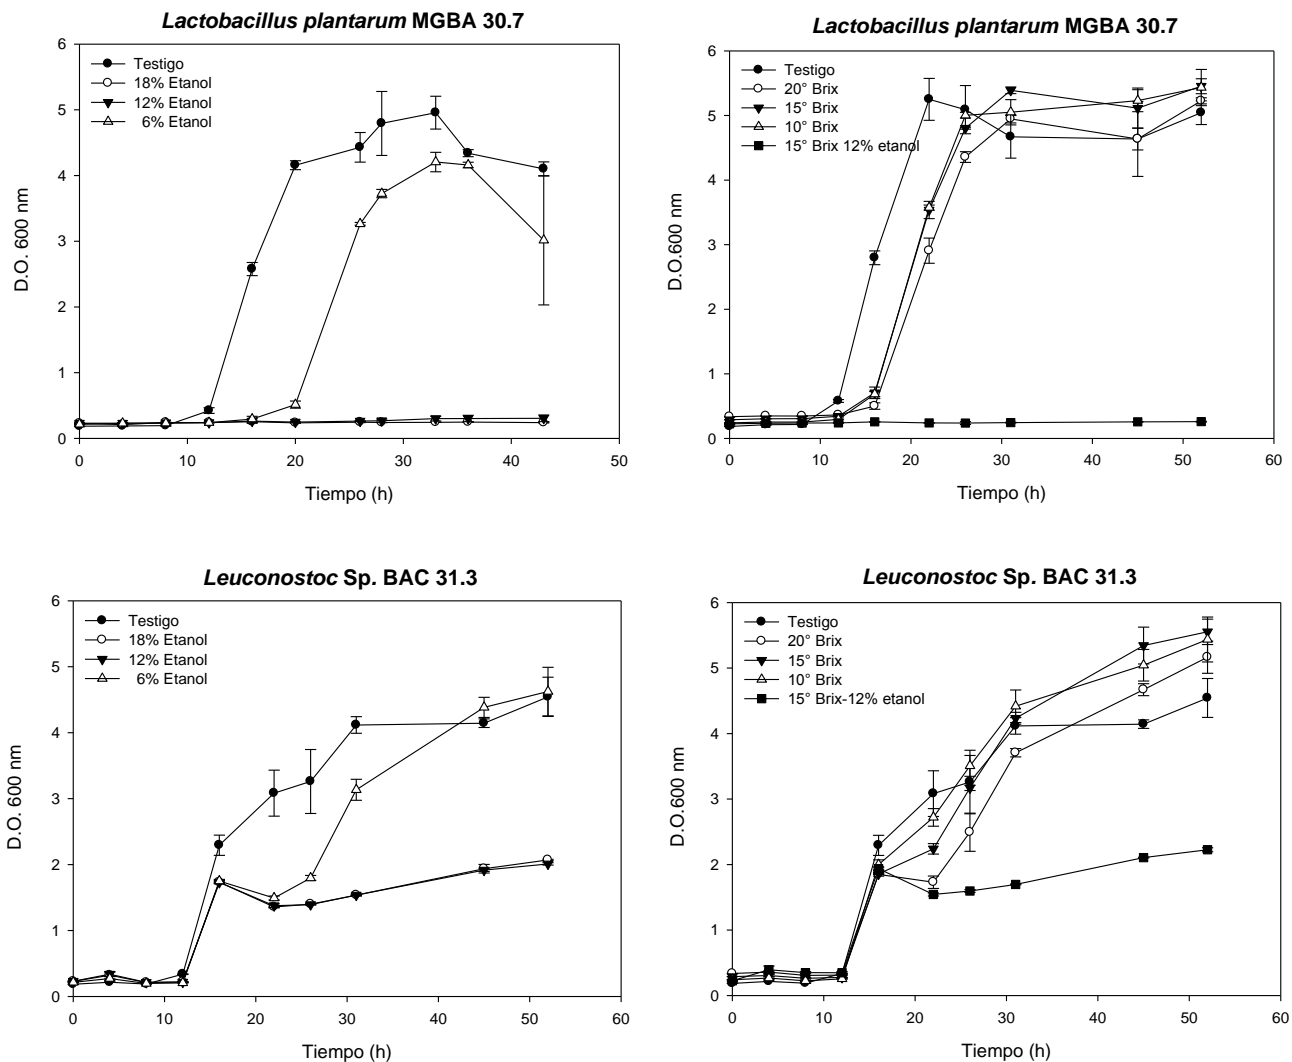 Lactobacillus plantarum MGBA 30.7
6
5
4
3
2
1
0
D.O. 600 nm
Testigo
18% Etanol
12% Etanol
6% Etanol
0 10 20 30 40 50
Tiempo (h)
Lactobacillus plantarum MGBA 30.7
6
5
4
3
2
1
0
D.O.600 nm
Testigo
20° Brix
15° Brix
10° Brix
15° Brix 12% etanol
0 10 20 30 40 50 60
Tiempo (h)
Leuconostoc Sp. BAC 31.3
6
5
4
3
2
1
0
D.O. 600 nm
Testigo
18% Etanol
12% Etanol
6% Etanol
0 10 20 30 40 50 60
Tiempo (h)
Leuconostoc Sp. BAC 31.3
6
5
4
3
2
1
0
D.O.600 nm
Testigo
20° Brix
15° Brix
10° Brix
15° Brix-12% etanol
0 10 20 30 40 50 60
Tiempo (h)